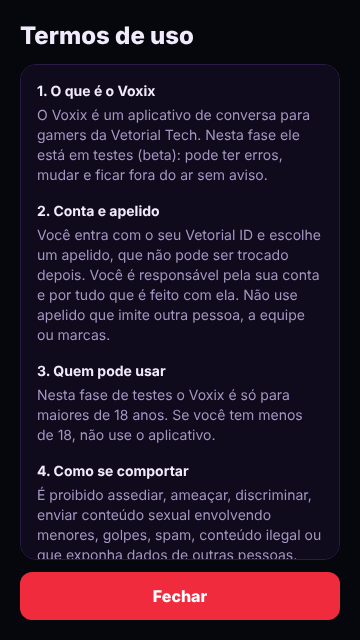 Termos de uso
1. O que é o Voxix
O Voxix é um aplicativo de conversa para
gamers da Vetorial Tech. Nesta fase ele
está em testes (beta): pode ter erros,
mudar e ficar fora do ar sem aviso.
2. Conta e apelido
Você entra com o seu Vetorial ID e escolhe
um apelido, que não pode ser trocado
depois. Você é responsável pela sua conta
e por tudo que é feito com ela. Não use
apelido que imite outra pessoa, a equipe
ou marcas.
3. Quem pode usar
Nesta fase de testes o Voxix é só para
maiores de 18 anos. Se você tem menos
de 18, não use o aplicativo.
4. Como se comportar
É proibido assediar, ameaçar, discriminar,
enviar conteúdo sexual envolvendo
menores, golpes, spam, conteúdo ilegal ou
que exponha dados de outras pessoas.
Fechar